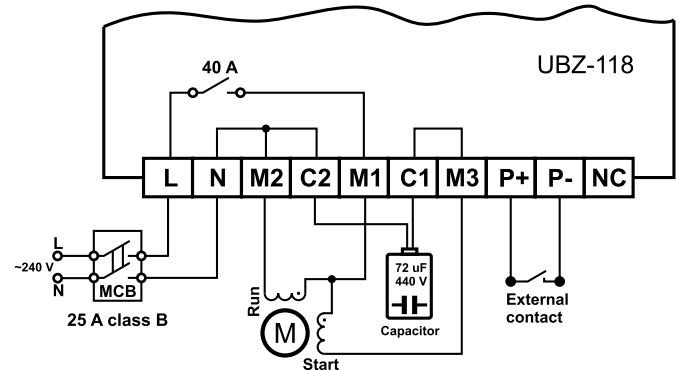 40 A
UBZ-118
L N M2 C2 M1 C1 M3 P+ P- NC
L
~240 V
N
MCB
25 A class B
Run
M
Start
72 uF
440 V
Capacitor
External
contact